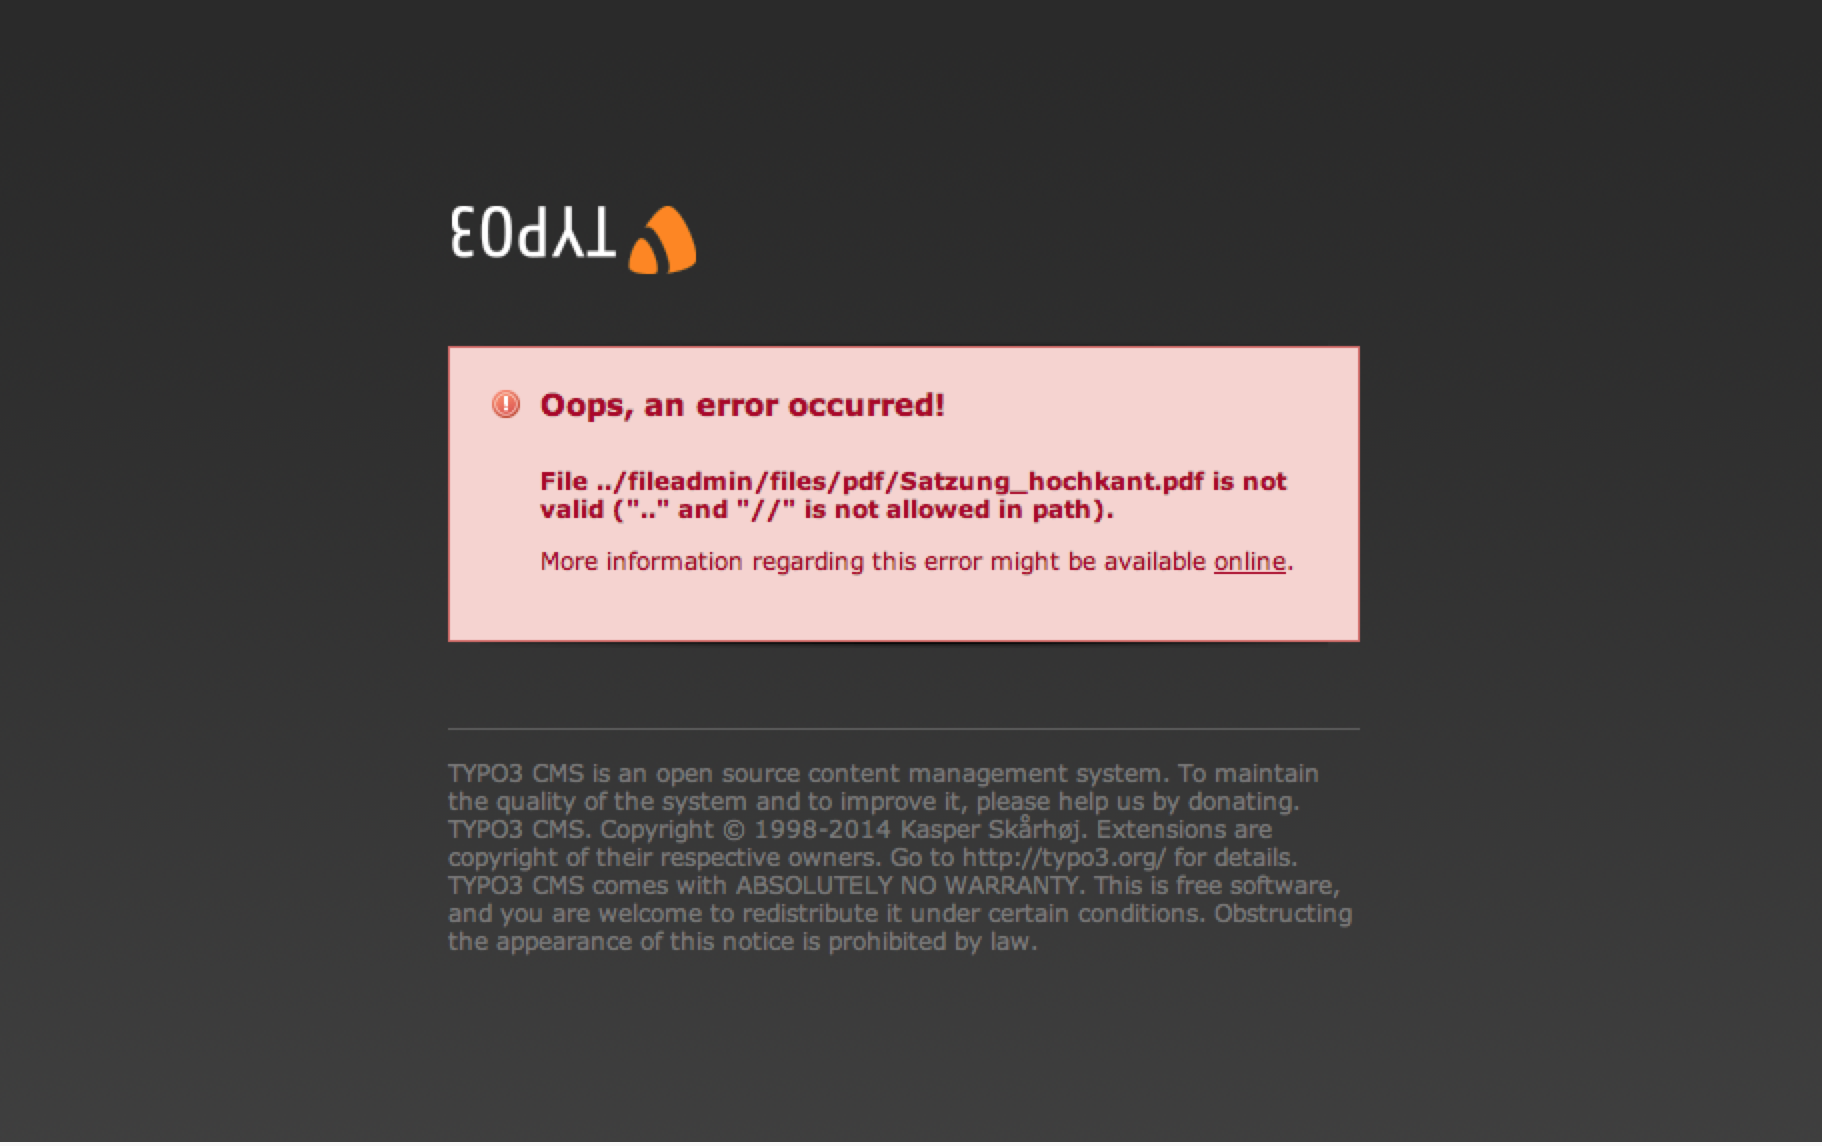 TYPO3
Oops, an error occurred!
File ../fileadmin/files/pdf/Satzung_hochkant.pdf is not
valid (".." and "//" is not allowed in path).
More information regarding this error might be available online.
TYPO3 CMS is an open source content management system. To maintain
the quality of the system and to improve it, please help us by donating.
TYPO3 CMS. Copyright © 1998-2014 Kasper Skårhøj. Extensions are
copyright of their respective owners. Go to http://typo3.org/ for details.
TYPO3 CMS comes with ABSOLUTELY NO WARRANTY. This is free software,
and you are welcome to redistribute it under certain conditions. Obstructing
the appearance of this notice is prohibited by law.